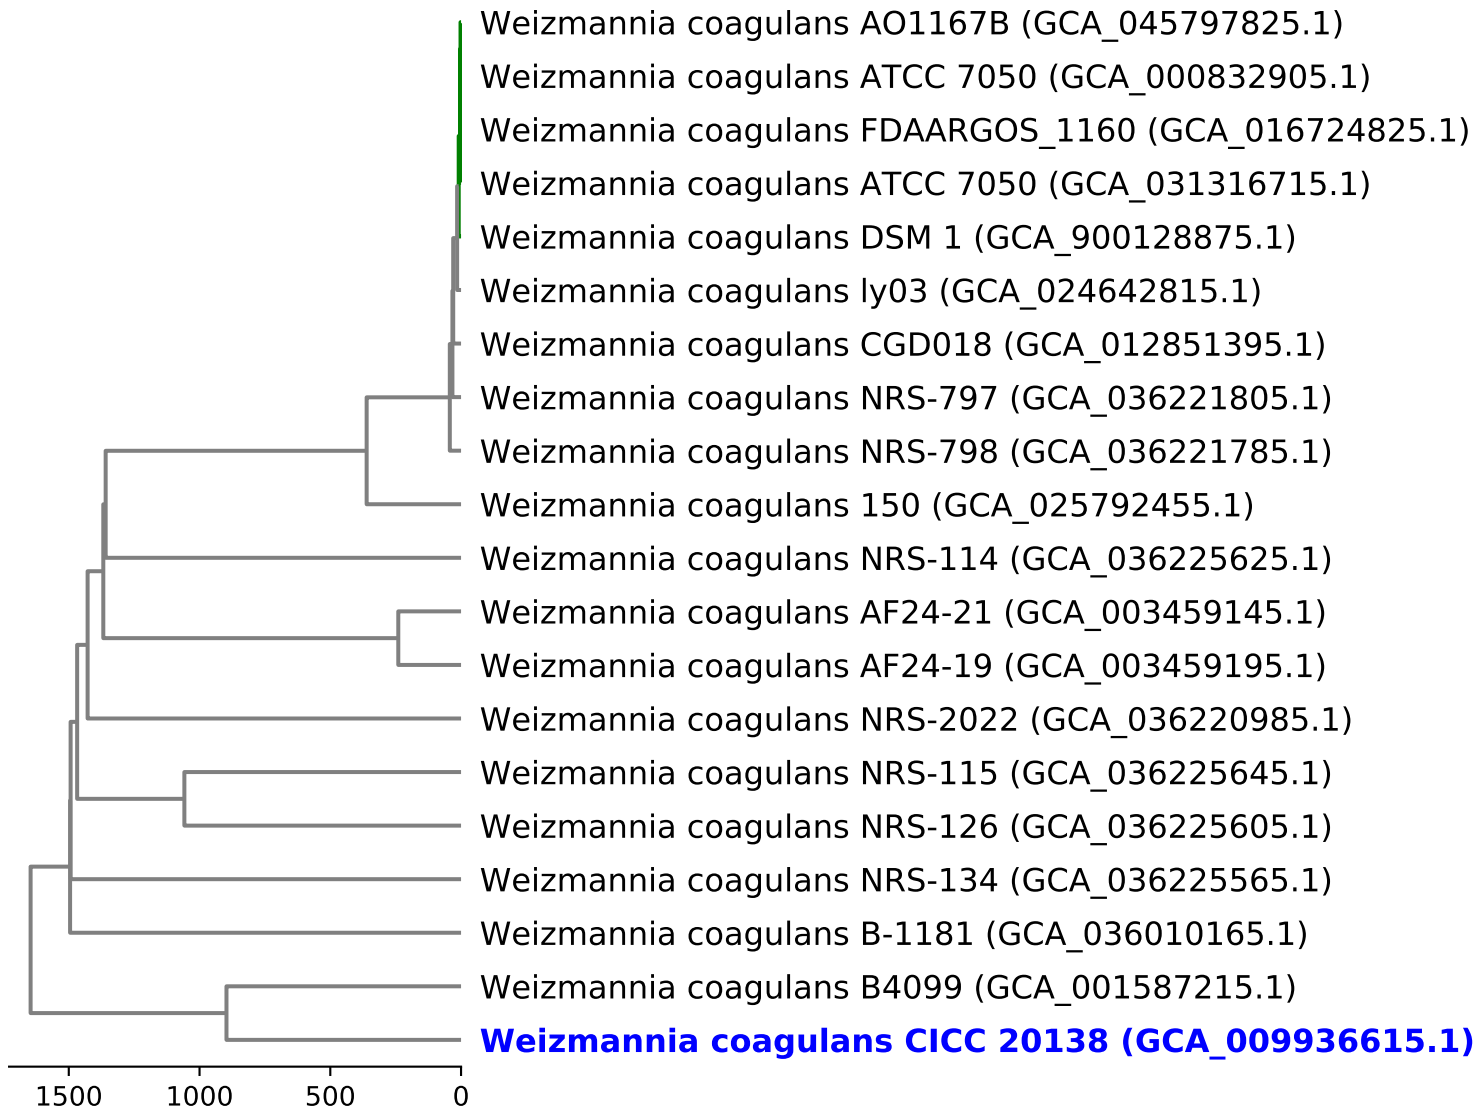 Weizmannia coagulans AO1167B (GCA_045797825.1)
Weizmannia coagulans ATCC 7050 (GCA_000832905.1)
Weizmannia coagulans FDAARGOS_1160 (GCA_016724825.1)
Weizmannia coagulans ATCC 7050 (GCA_031316715.1)
Weizmannia coagulans DSM 1 (GCA_900128875.1)
Weizmannia coagulans ly03 (GCA_024642815.1)
Weizmannia coagulans CGD018 (GCA_012851395.1)
Weizmannia coagulans NRS-797 (GCA_036221805.1)
Weizmannia coagulans NRS-798 (GCA_036221785.1)
Weizmannia coagulans 150 (GCA_025792455.1)
Weizmannia coagulans NRS-114 (GCA_036225625.1)
Weizmannia coagulans AF24-21 (GCA_003459145.1)
Weizmannia coagulans AF24-19 (GCA_003459195.1)
Weizmannia coagulans NRS-2022 (GCA_036220985.1)
Weizmannia coagulans NRS-115 (GCA_036225645.1)
Weizmannia coagulans NRS-126 (GCA_036225605.1)
Weizmannia coagulans NRS-134 (GCA_036225565.1)
Weizmannia coagulans B-1181 (GCA_036010165.1)
Weizmannia coagulans B4099 (GCA_001587215.1)
Weizmannia coagulans CICC 20138 (GCA_009936615.1)
1500 1000 500 0